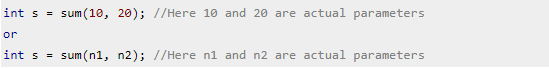 int s = sum(10, 20); //Here 10 and 20 are actual parameters
or
int s = sum(n1, n2); //Here n1 and n2 are actual parameters